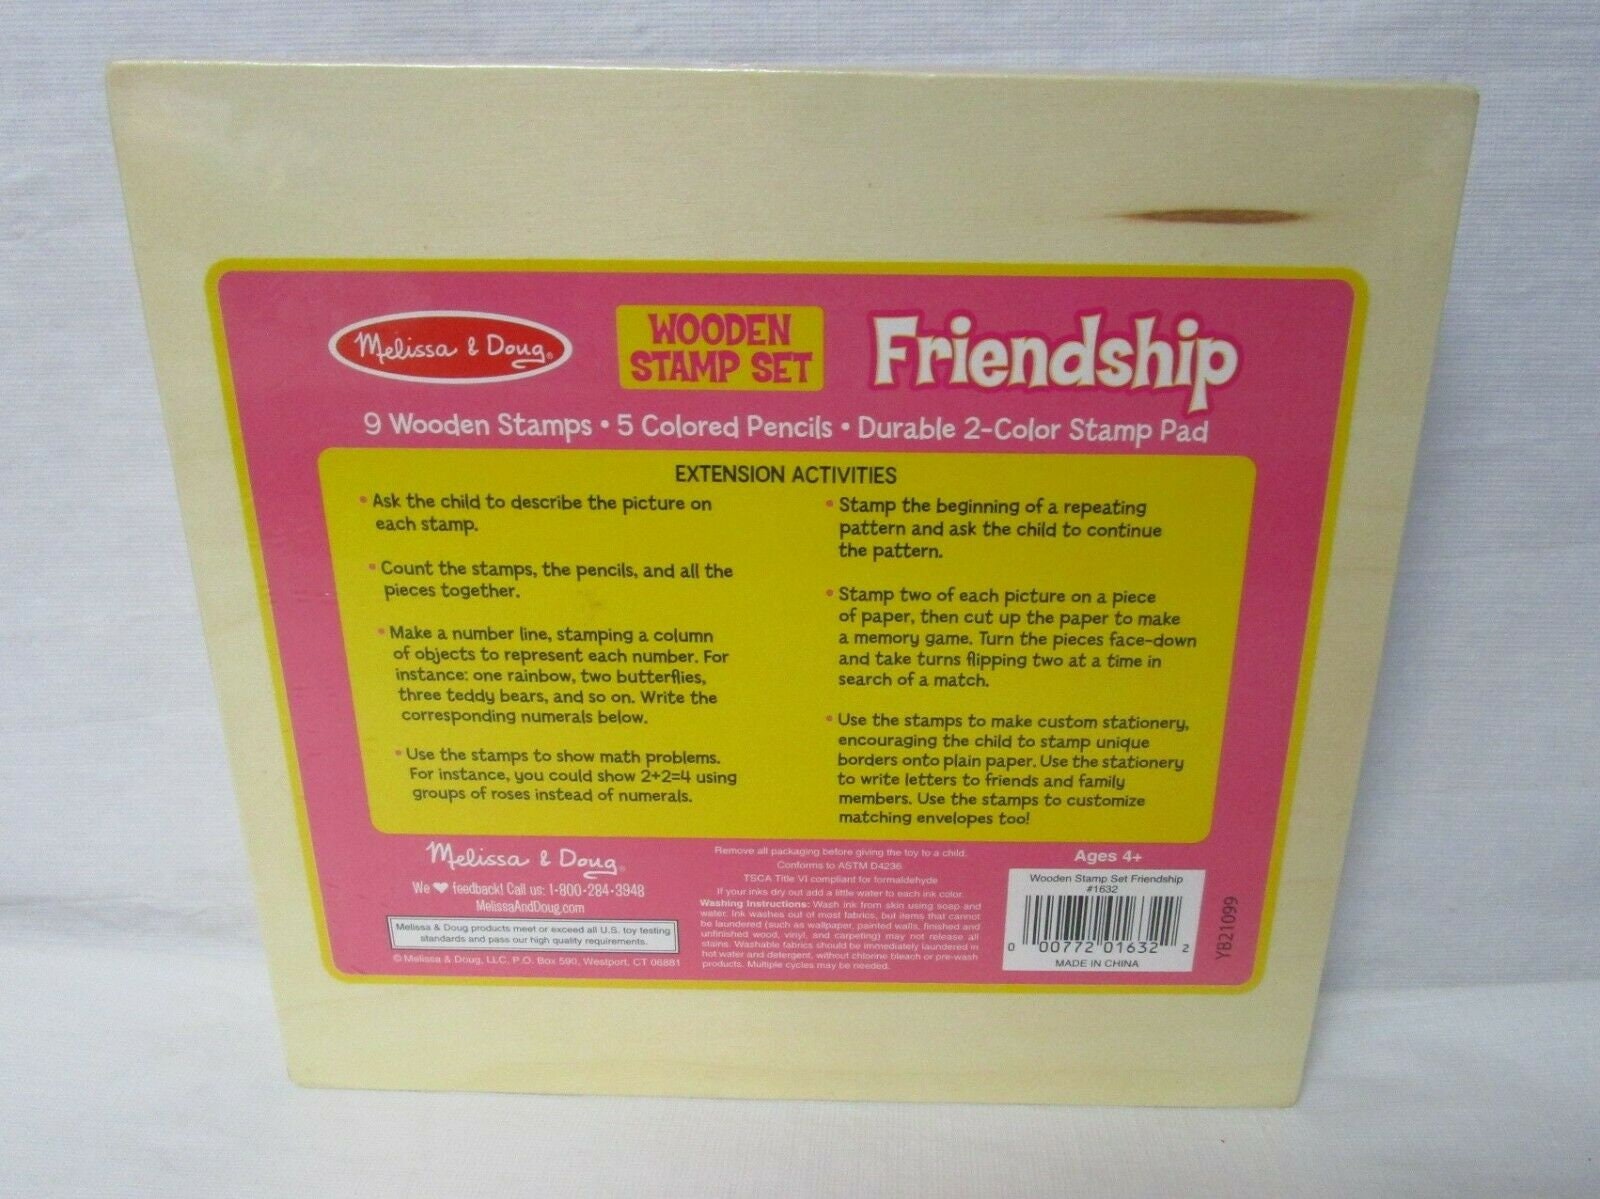 Melissa & Doug®
WOODEN
STAMP SET
Friendship
9 Wooden Stamps • 5 Colored Pencils • Durable 2-Color Stamp Pad
EXTENSION ACTIVITIES
• Ask the child to describe the picture on
each stamp.
• Count the stamps, the pencils, and all the
pieces together.
• Make a number line, stamping a column
of objects to represent each number. For
instance: one rainbow, two butterflies,
three teddy bears, and so on. Write the
corresponding numerals below.
• Use the stamps to show math problems.
For instance, you could show 2+2=4 using
groups of roses instead of numerals.
• Stamp the beginning of a repeating
pattern and ask the child to continue
the pattern.
• Stamp two of each picture on a piece
of paper, then cut up the paper to make
a memory game. Turn the pieces face-down
and take turns flipping two at a time in
search of a match.
• Use the stamps to make custom stationery,
encouraging the child to stamp unique
borders onto plain paper. Use the stationery
to write letters to friends and family
members. Use the stamps to customize
matching envelopes too!
Melissa & Doug®
We ♥ feedback! Call us: 1-800-284-3948
MelissaAndDoug.com
Melissa & Doug products meet or exceed all U.S. toy testing
standards and pass our high quality requirements.
© Melissa & Doug, LLC, P.O. Box 590, Westport, CT 06881
Remove all packaging before giving the toy to a child.
Conforms to ASTM D4236
TSCA Title VI compliant for formaldehyde
If your inks dry out add a little water to each ink color.
Washing Instructions: Wash ink from skin using soap and
water. Ink washes out of most fabrics, but items that cannot
be laundered (such as wallpaper, painted walls, finished and
unfinished wood, vinyl, and carpeting) may not release all
stains. Washable fabrics should be immediately laundered in
hot water and detergent, without chlorine bleach or pre-wash
products. Multiple cycles may be needed.
Ages 4+
Wooden Stamp Set Friendship
#1632
0 00772 01632 2
MADE IN CHINA
YB21099